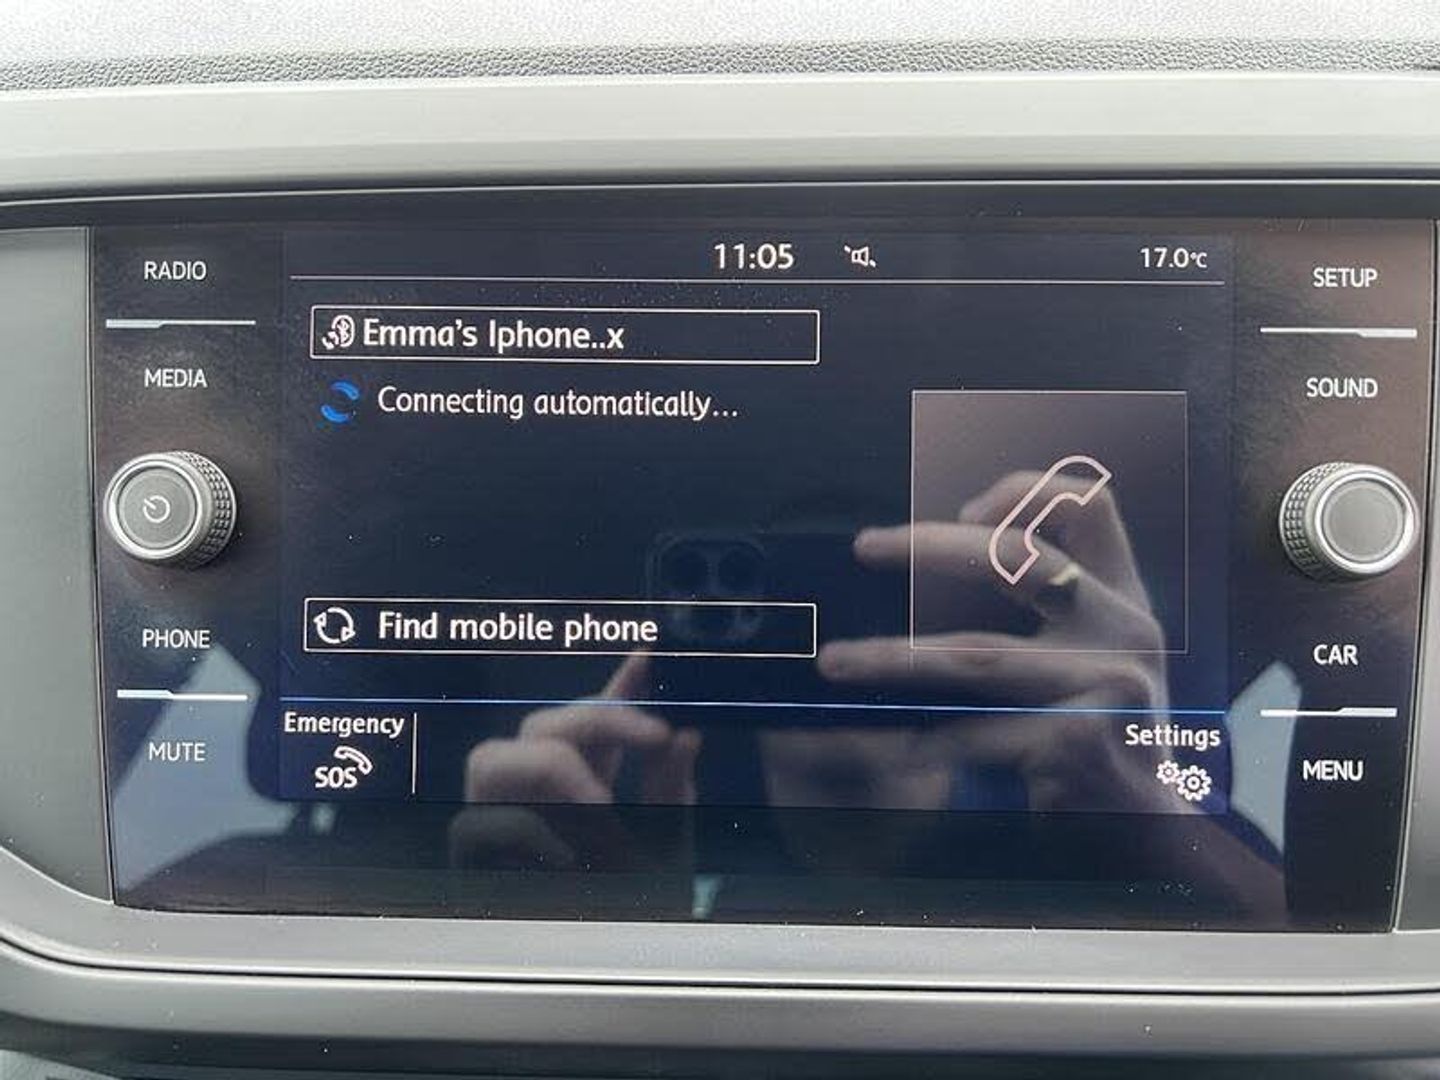 11:05
17.0°C
RADIO
MEDIA
PHONE
MUTE
Emma's Iphone..x
Connecting automatically...
Find mobile phone
Emergency
SOS
Settings
SETUP
SOUND
CAR
MENU